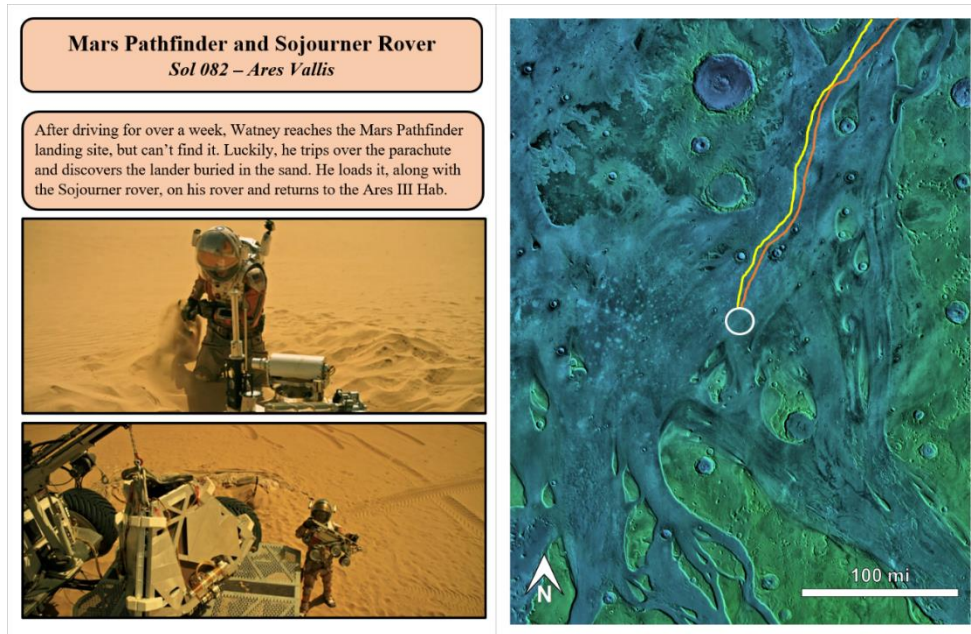 Mars Pathfinder and Sojourner Rover
Sol 082 – Ares Vallis
After driving for over a week, Watney reaches the Mars Pathfinder
landing site, but can't find it. Luckily, he trips over the parachute
and discovers the lander buried in the sand. He loads it, along with
the Sojourner rover, on his rover and returns to the Ares III Hab.
N
100 mi